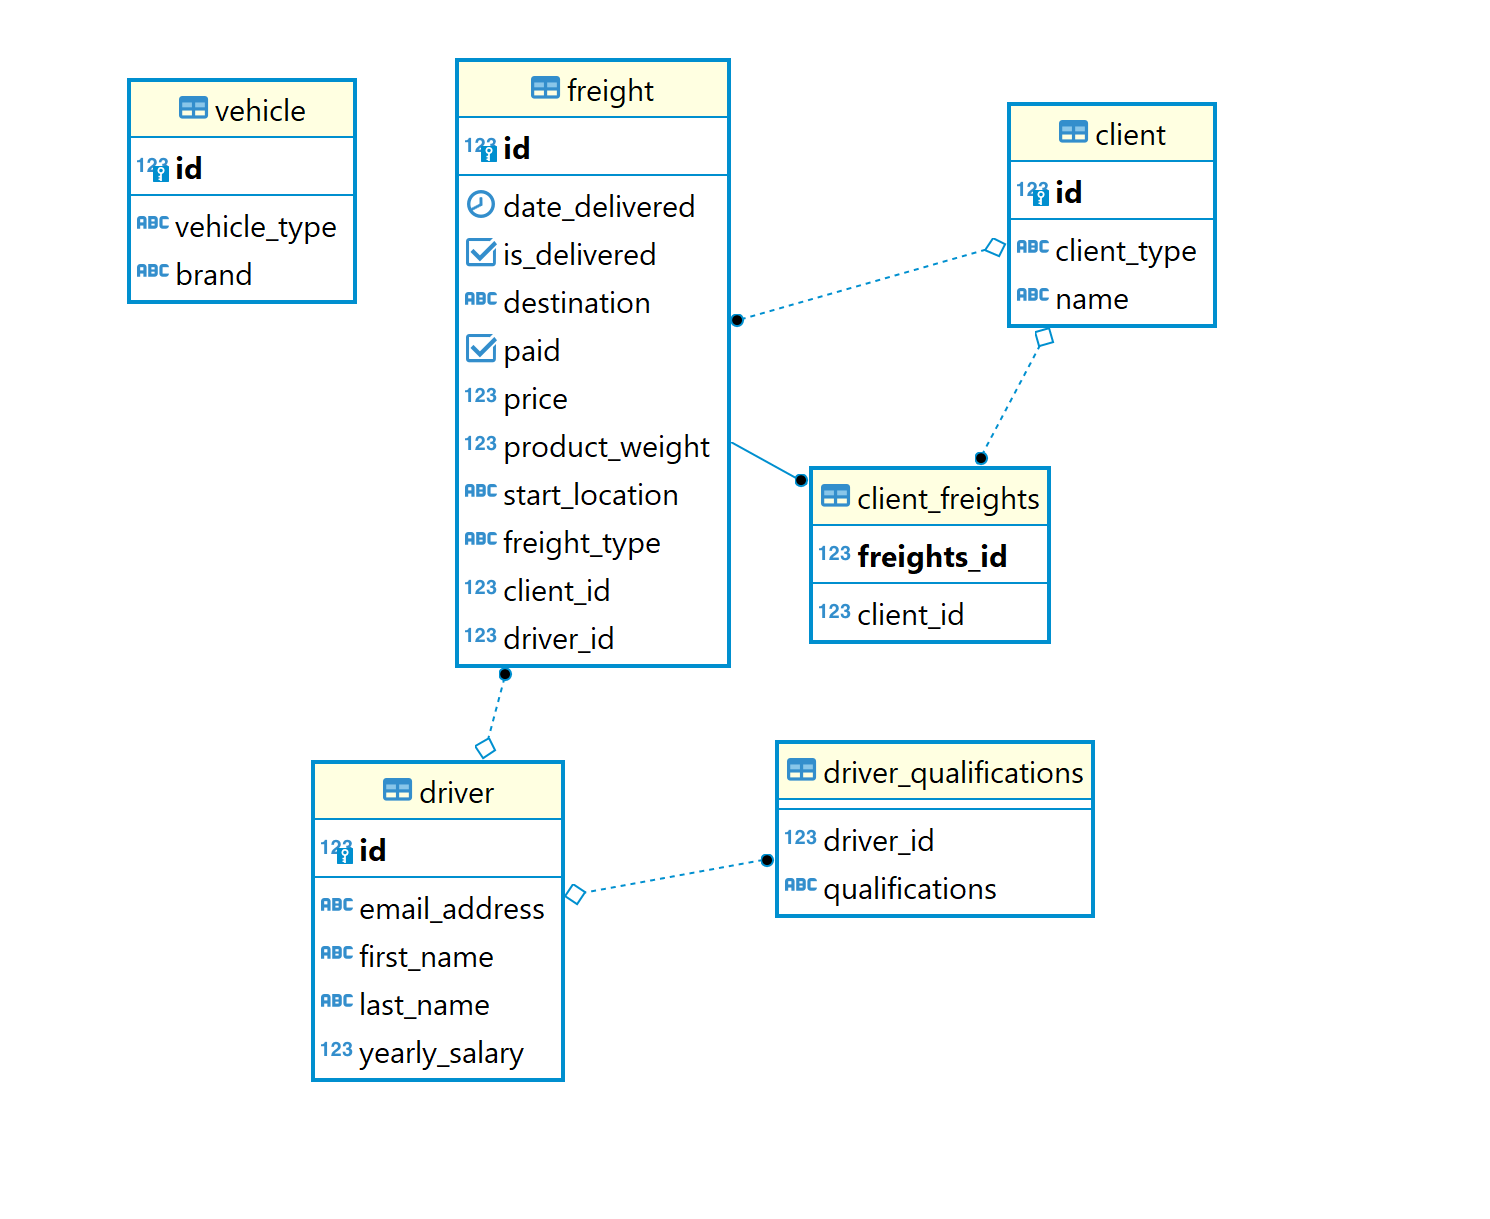 vehicle
123 id
ABC vehicle_type
ABC brand
freight
123 id
date_delivered
is_delivered
ABC destination
paid
123 price
123 product_weight
ABC start_location
ABC freight_type
123 client_id
123 driver_id
client
123 id
ABC client_type
ABC name
client_freights
123 freights_id
123 client_id
driver
123 id
ABC email_address
ABC first_name
ABC last_name
123 yearly_salary
driver_qualifications
123 driver_id
ABC qualifications